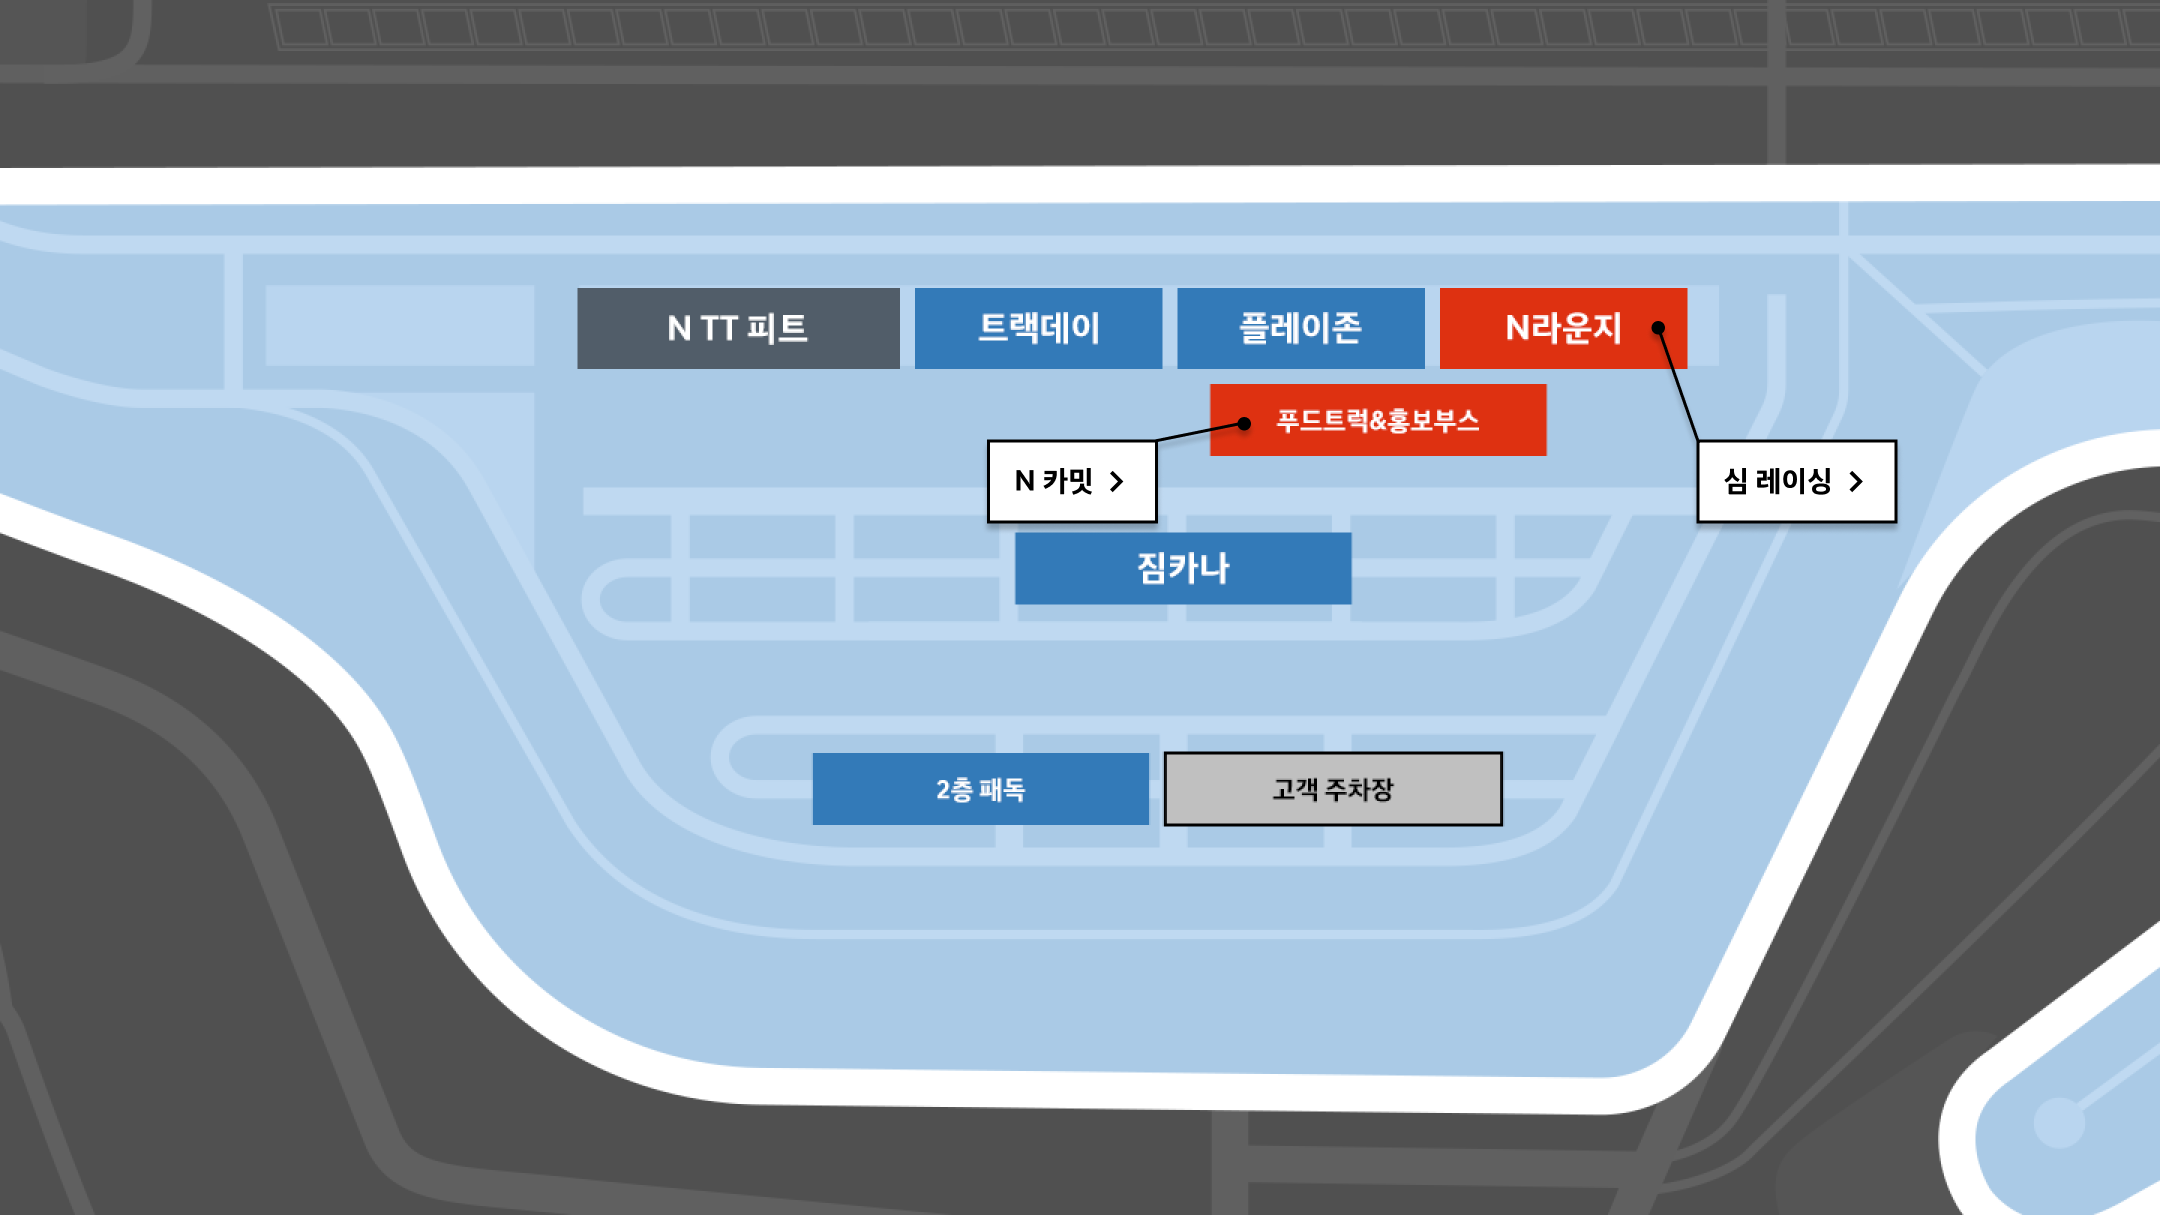 N TT 피트
트랙데이
플레이존
N라운지
푸드트럭&홍보부스
N 카밋 >
심 레이싱 >
짐카나
2층 패독
고객 주차장